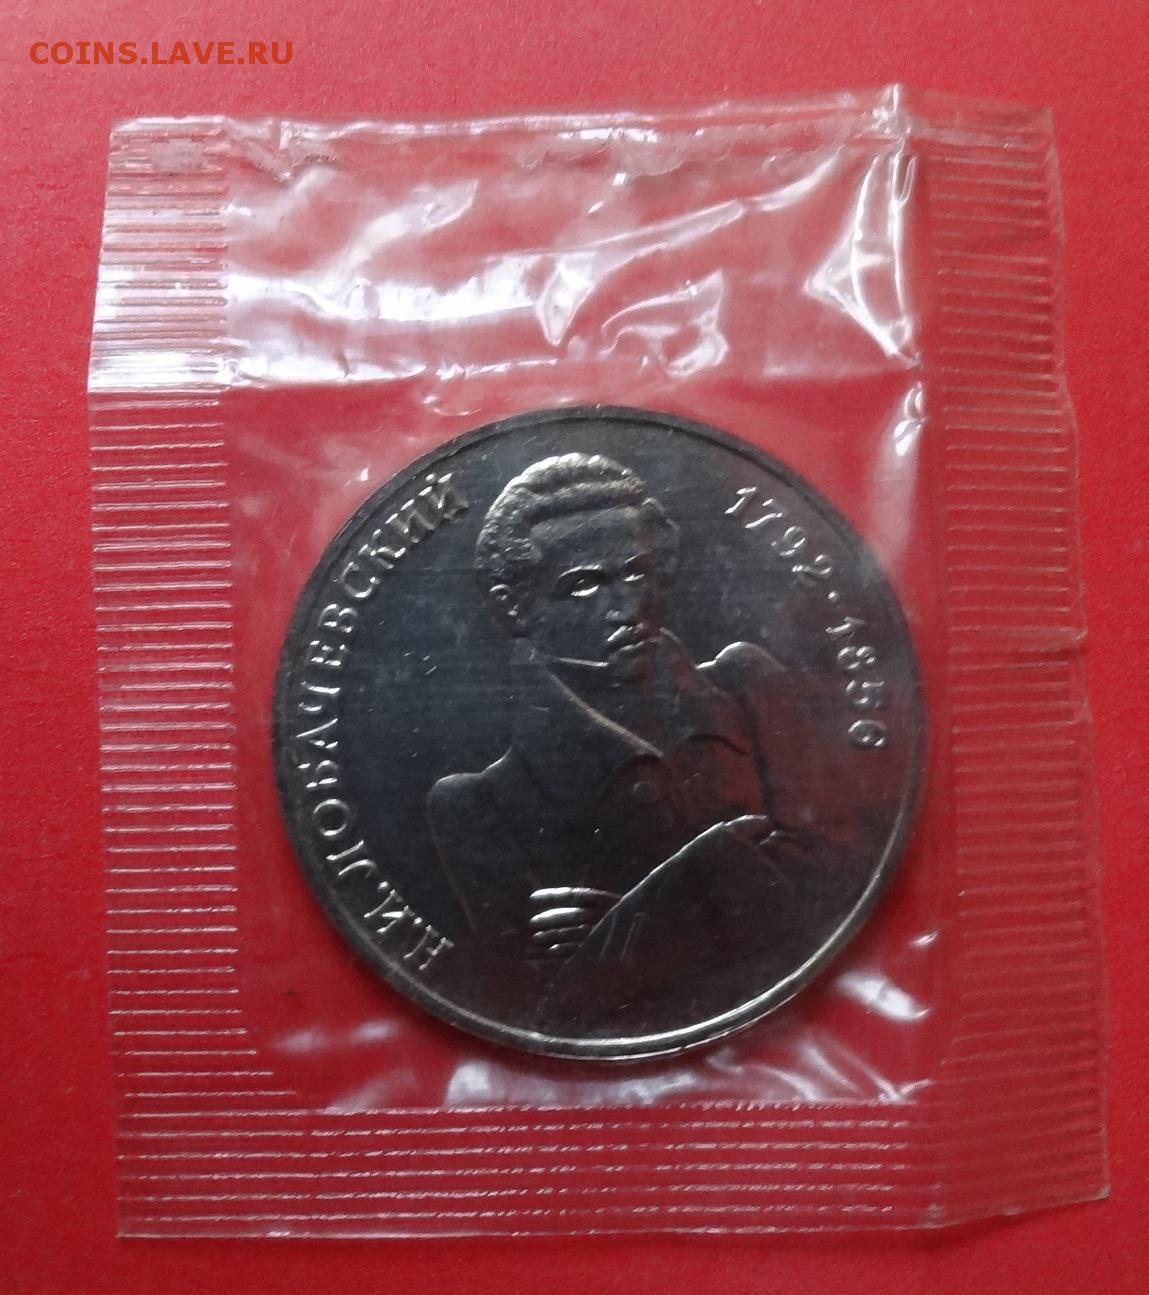 COINS.LAVE.RU
Н.И. ЛОБАЧЕВСКИЙ
1792 · 1856